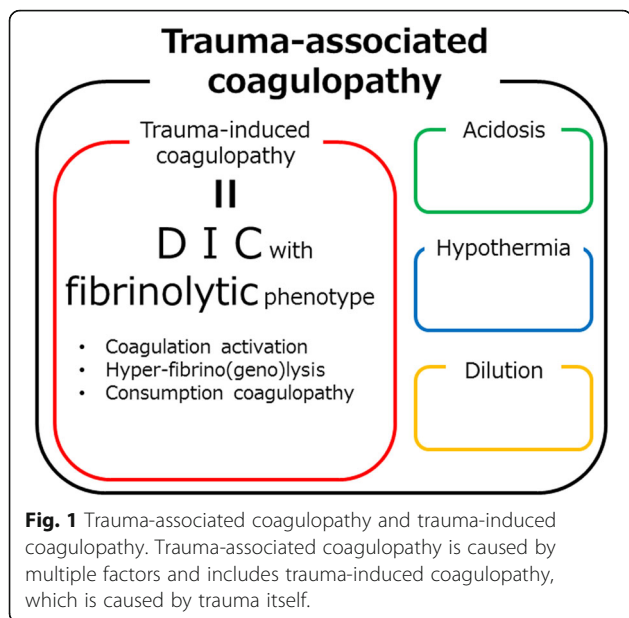 Trauma-associated
coagulopathy
Trauma-induced
coagulopathy
=
D I C with
fibrinolytic phenotype
• Coagulation activation
• Hyper-fibrino(geno)lysis
• Consumption coagulopathy
Acidosis
Hypothermia
Dilution
Fig. 1 Trauma-associated coagulopathy and trauma-induced
coagulopathy. Trauma-associated coagulopathy is caused by
multiple factors and includes trauma-induced coagulopathy,
which is caused by trauma itself.